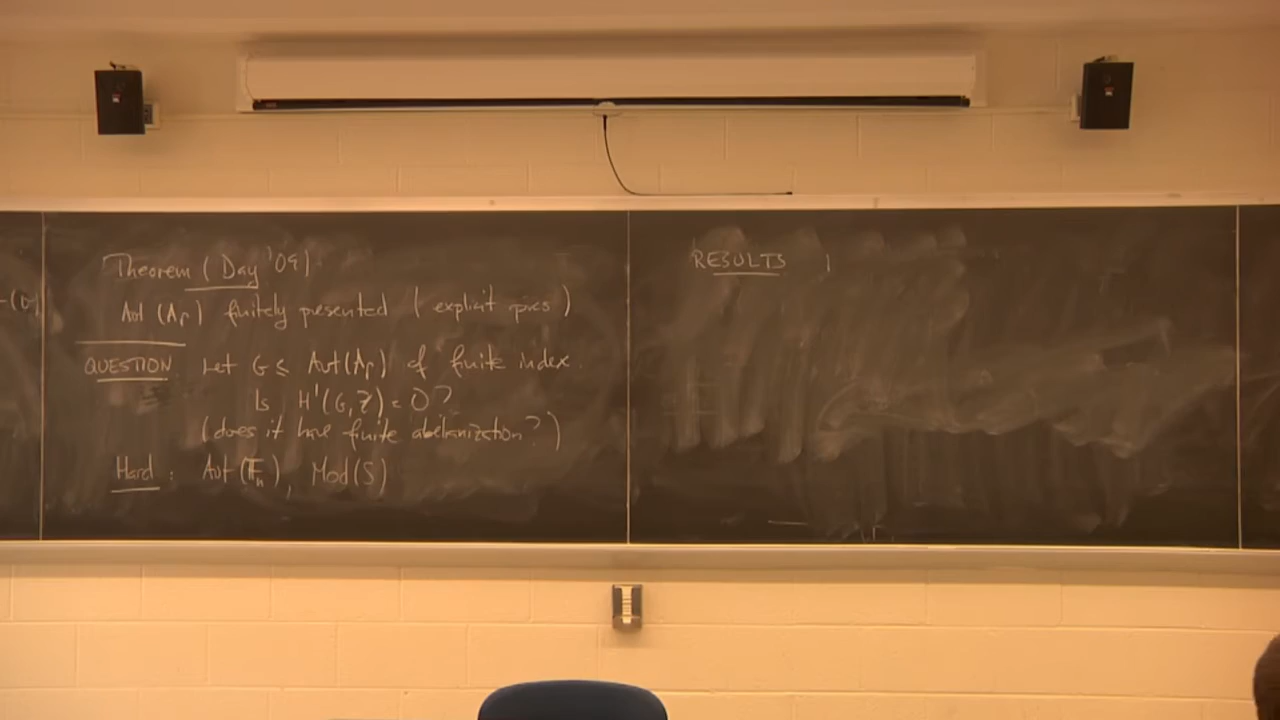 Theorem (Day '09)
Aut (A_Γ) finitely presented (explicit pres)
QUESTION Let G ≤ Aut(A_Γ) of finite index.
Is H¹(G, Z) = 0?
(does it have finite abelianization?)
Hard : Aut(F_n), Mod(S)
RESULTS